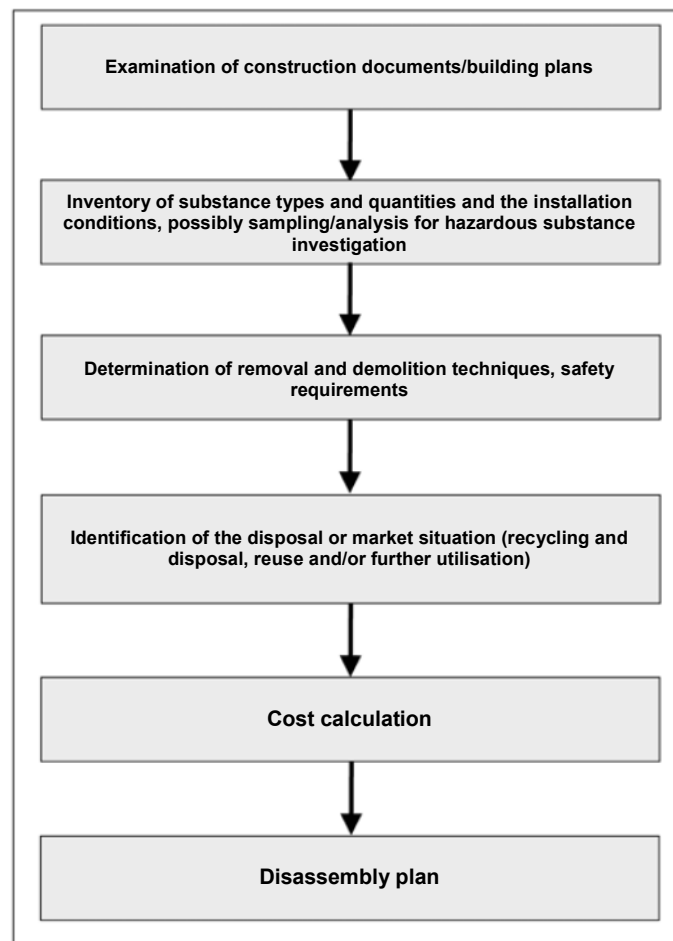 Examination of construction documents/building plans
Inventory of substance types and quantities and the installation
conditions, possibly sampling/analysis for hazardous substance
investigation
Determination of removal and demolition techniques, safety
requirements
Identification of the disposal or market situation (recycling and
disposal, reuse and/or further utilisation)
Cost calculation
Disassembly plan